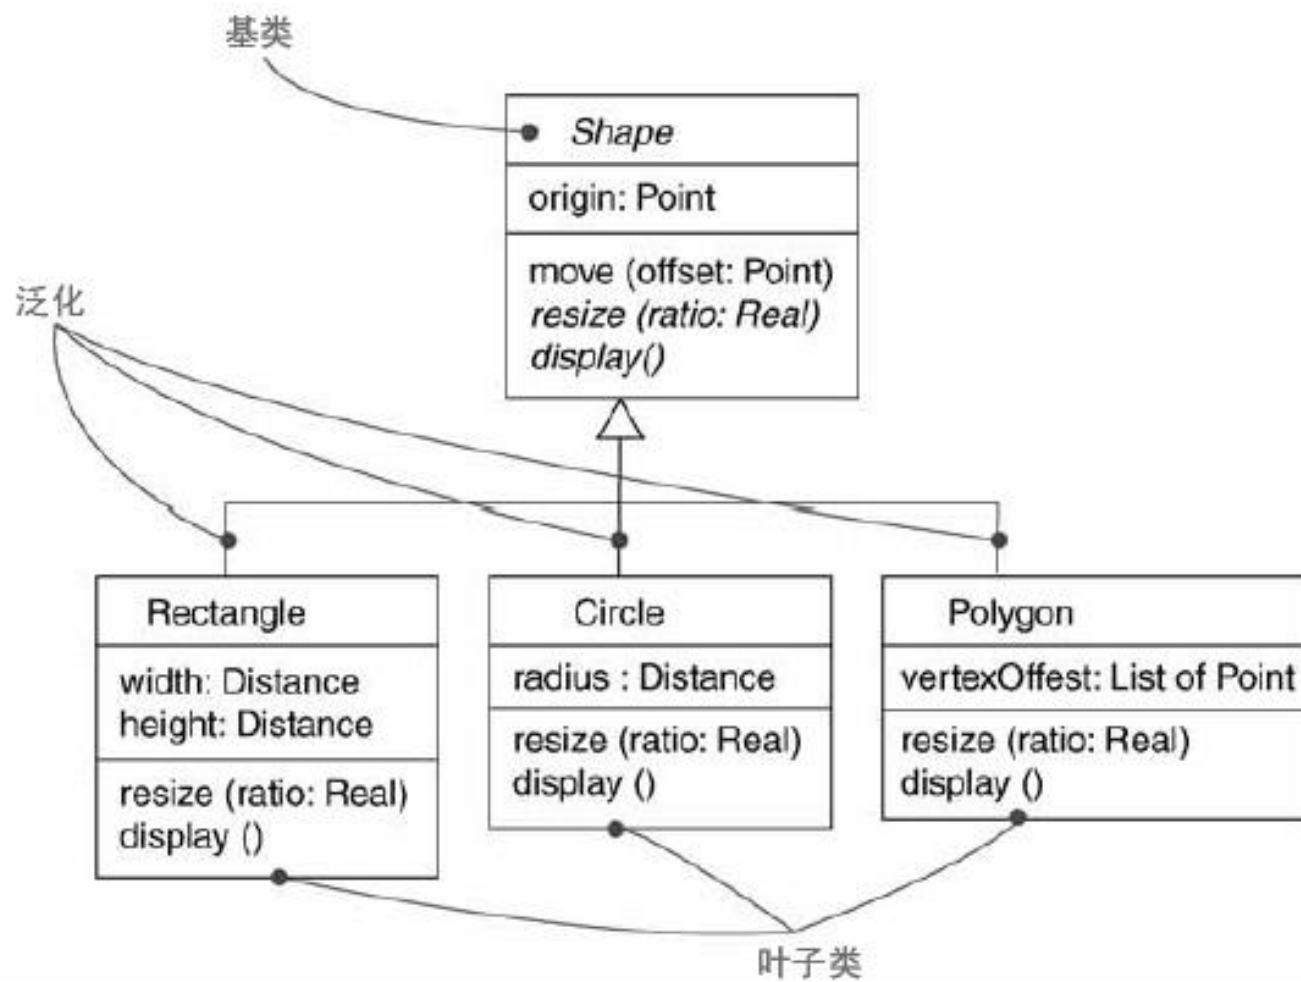 基类
Shape
origin: Point
move (offset: Point)
resize (ratio: Real)
display()
泛化
Rectangle
width: Distance
height: Distance
resize (ratio: Real)
display ()
Circle
radius : Distance
resize (ratio: Real)
display ()
Polygon
vertexOffest: List of Point
resize (ratio: Real)
display ()
叶子类